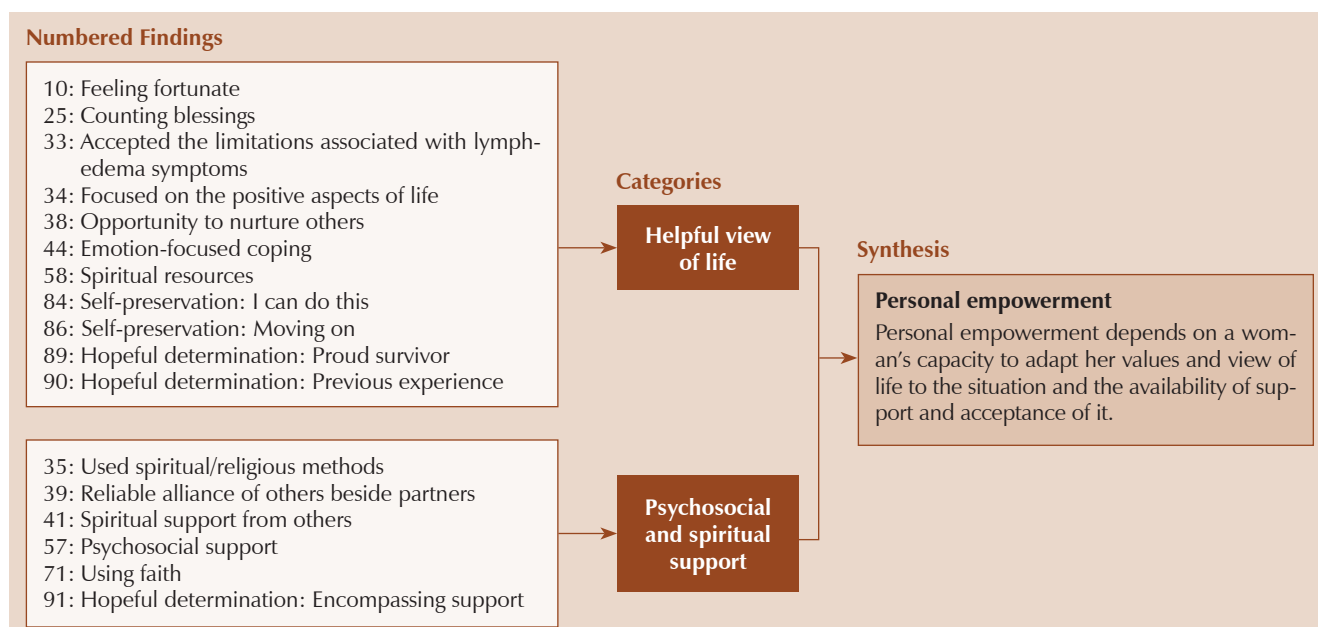 Numbered Findings
10: Feeling fortunate
25: Counting blessings
33: Accepted the limitations associated with lymph-
edema symptoms
34: Focused on the positive aspects of life
38: Opportunity to nurture others
44: Emotion-focused coping
58: Spiritual resources
84: Self-preservation: I can do this
86: Self-preservation: Moving on
89: Hopeful determination: Proud survivor
90: Hopeful determination: Previous experience
35: Used spiritual/religious methods
39: Reliable alliance of others beside partners
41: Spiritual support from others
57: Psychosocial support
71: Using faith
91: Hopeful determination: Encompassing support
Categories
Helpful view
of life
Psychosocial
and spiritual
support
Synthesis
Personal empowerment
Personal empowerment depends on a wom-
an’s capacity to adapt her values and view of
life to the situation and the availability of sup-
port and acceptance of it.